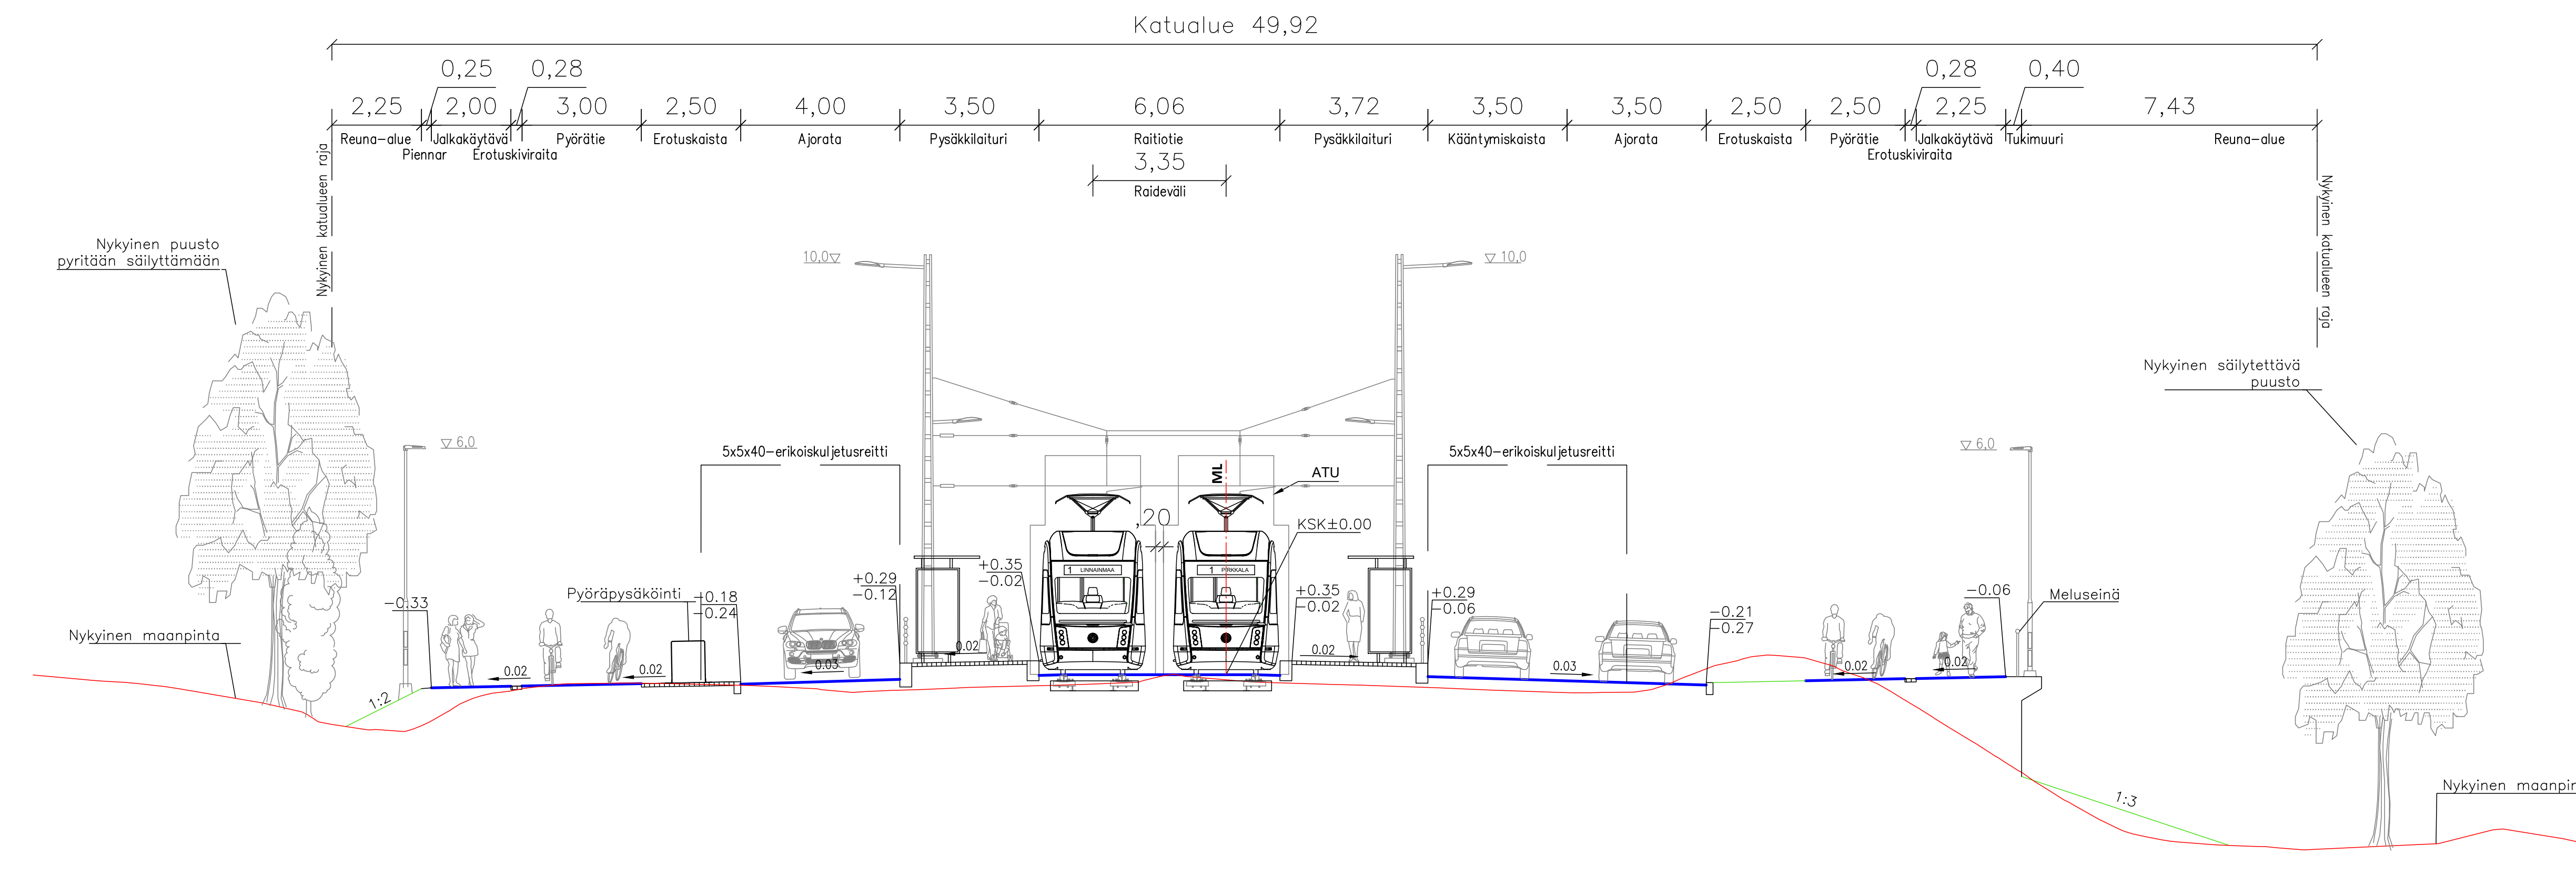 Katualue 49,92
0,25 0,28 0,28 0,40
2,25 2,00 3,00 2,50 4,00 3,50 6,06 3,72 3,50 3,50 2,50 2,50 2,25 7,43
Reuna-alue Jalkakäytävä Pyörätie Erotuskaista Ajorata Pysäkkilaituri Raitiotie Pysäkkilaituri Kääntymiskaista Ajorata Erotuskaista Pyörätie Jalkakäytävä Tukimuuri Reuna-alue
Piennar Erotuskiviraita Erotuskiviraita
3,35
Raideväli
Nykyinen katualueen raja
Nykyinen katualueen raja
Nykyinen puusto
pyritään säilyttämään
10,0
10,0
Nykyinen säilytettävä
puusto
6,0
5x5x40-erikoiskuljetusreitti
5x5x40-erikoiskuljetusreitti
6,0
ML
ATU
,20
KSK±0.00
1 LINNAINMAA
1 PIRKKALA
-0.33
Pyöräpysäköinti
+0.18
-0.24
+0.29
-0.12
+0.35
-0.02
+0.35
-0.02
+0.29
-0.06
-0.21
-0.27
-0.06
Meluseinä
Nykyinen maanpinta
0.02 0.02 0.03 0.02 0.02 0.03 0.02 0.02
1:2
1:3
Nykyinen maanpin